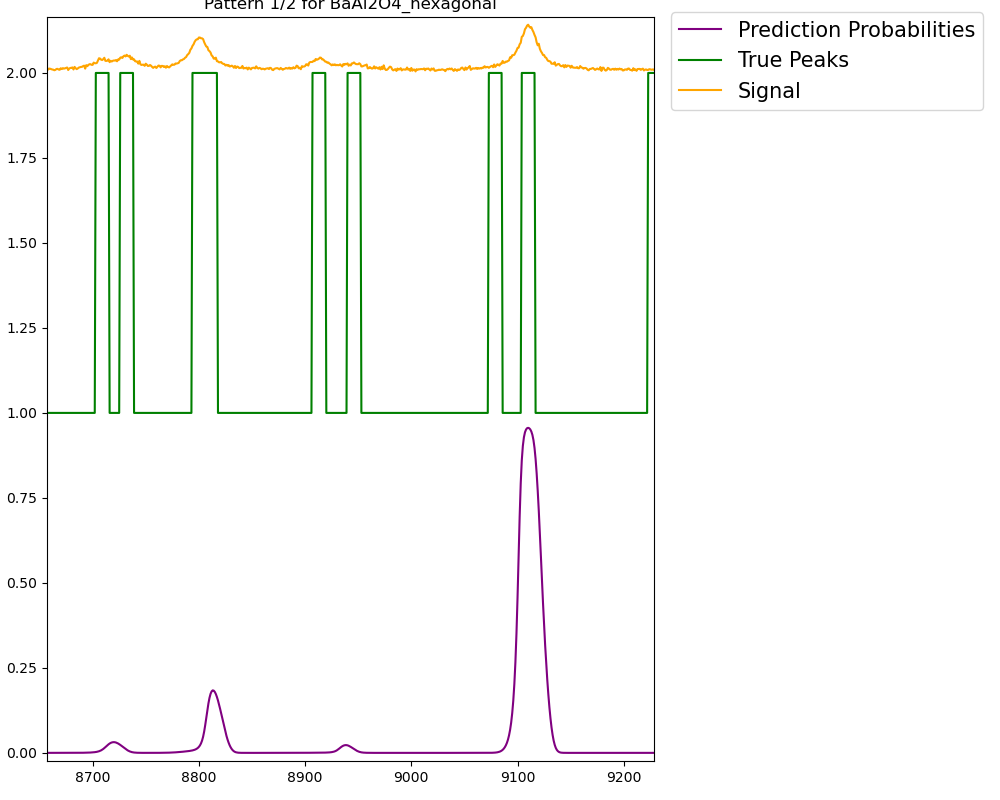 Pattern 1/2 for BaAl2O4_hexagonal
Prediction Probabilities
True Peaks
Signal
2.00
1.75
1.50
1.25
1.00
0.75
0.50
0.25
0.00
8700 8800 8900 9000 9100 9200